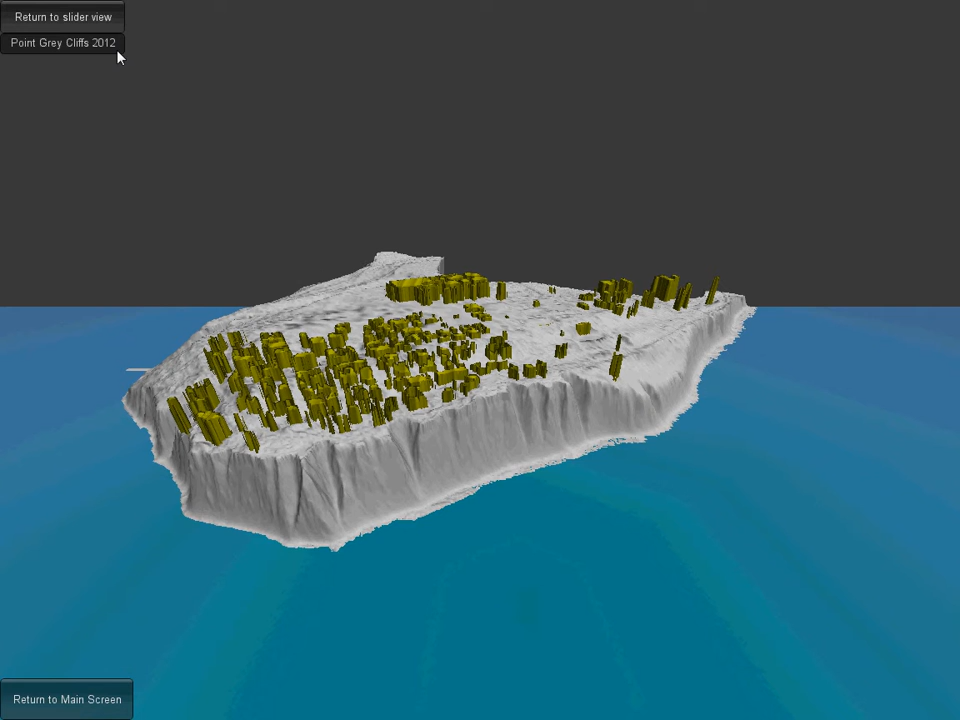 Return to slider view
Point Grey Cliffs 2012
Return to Main Screen